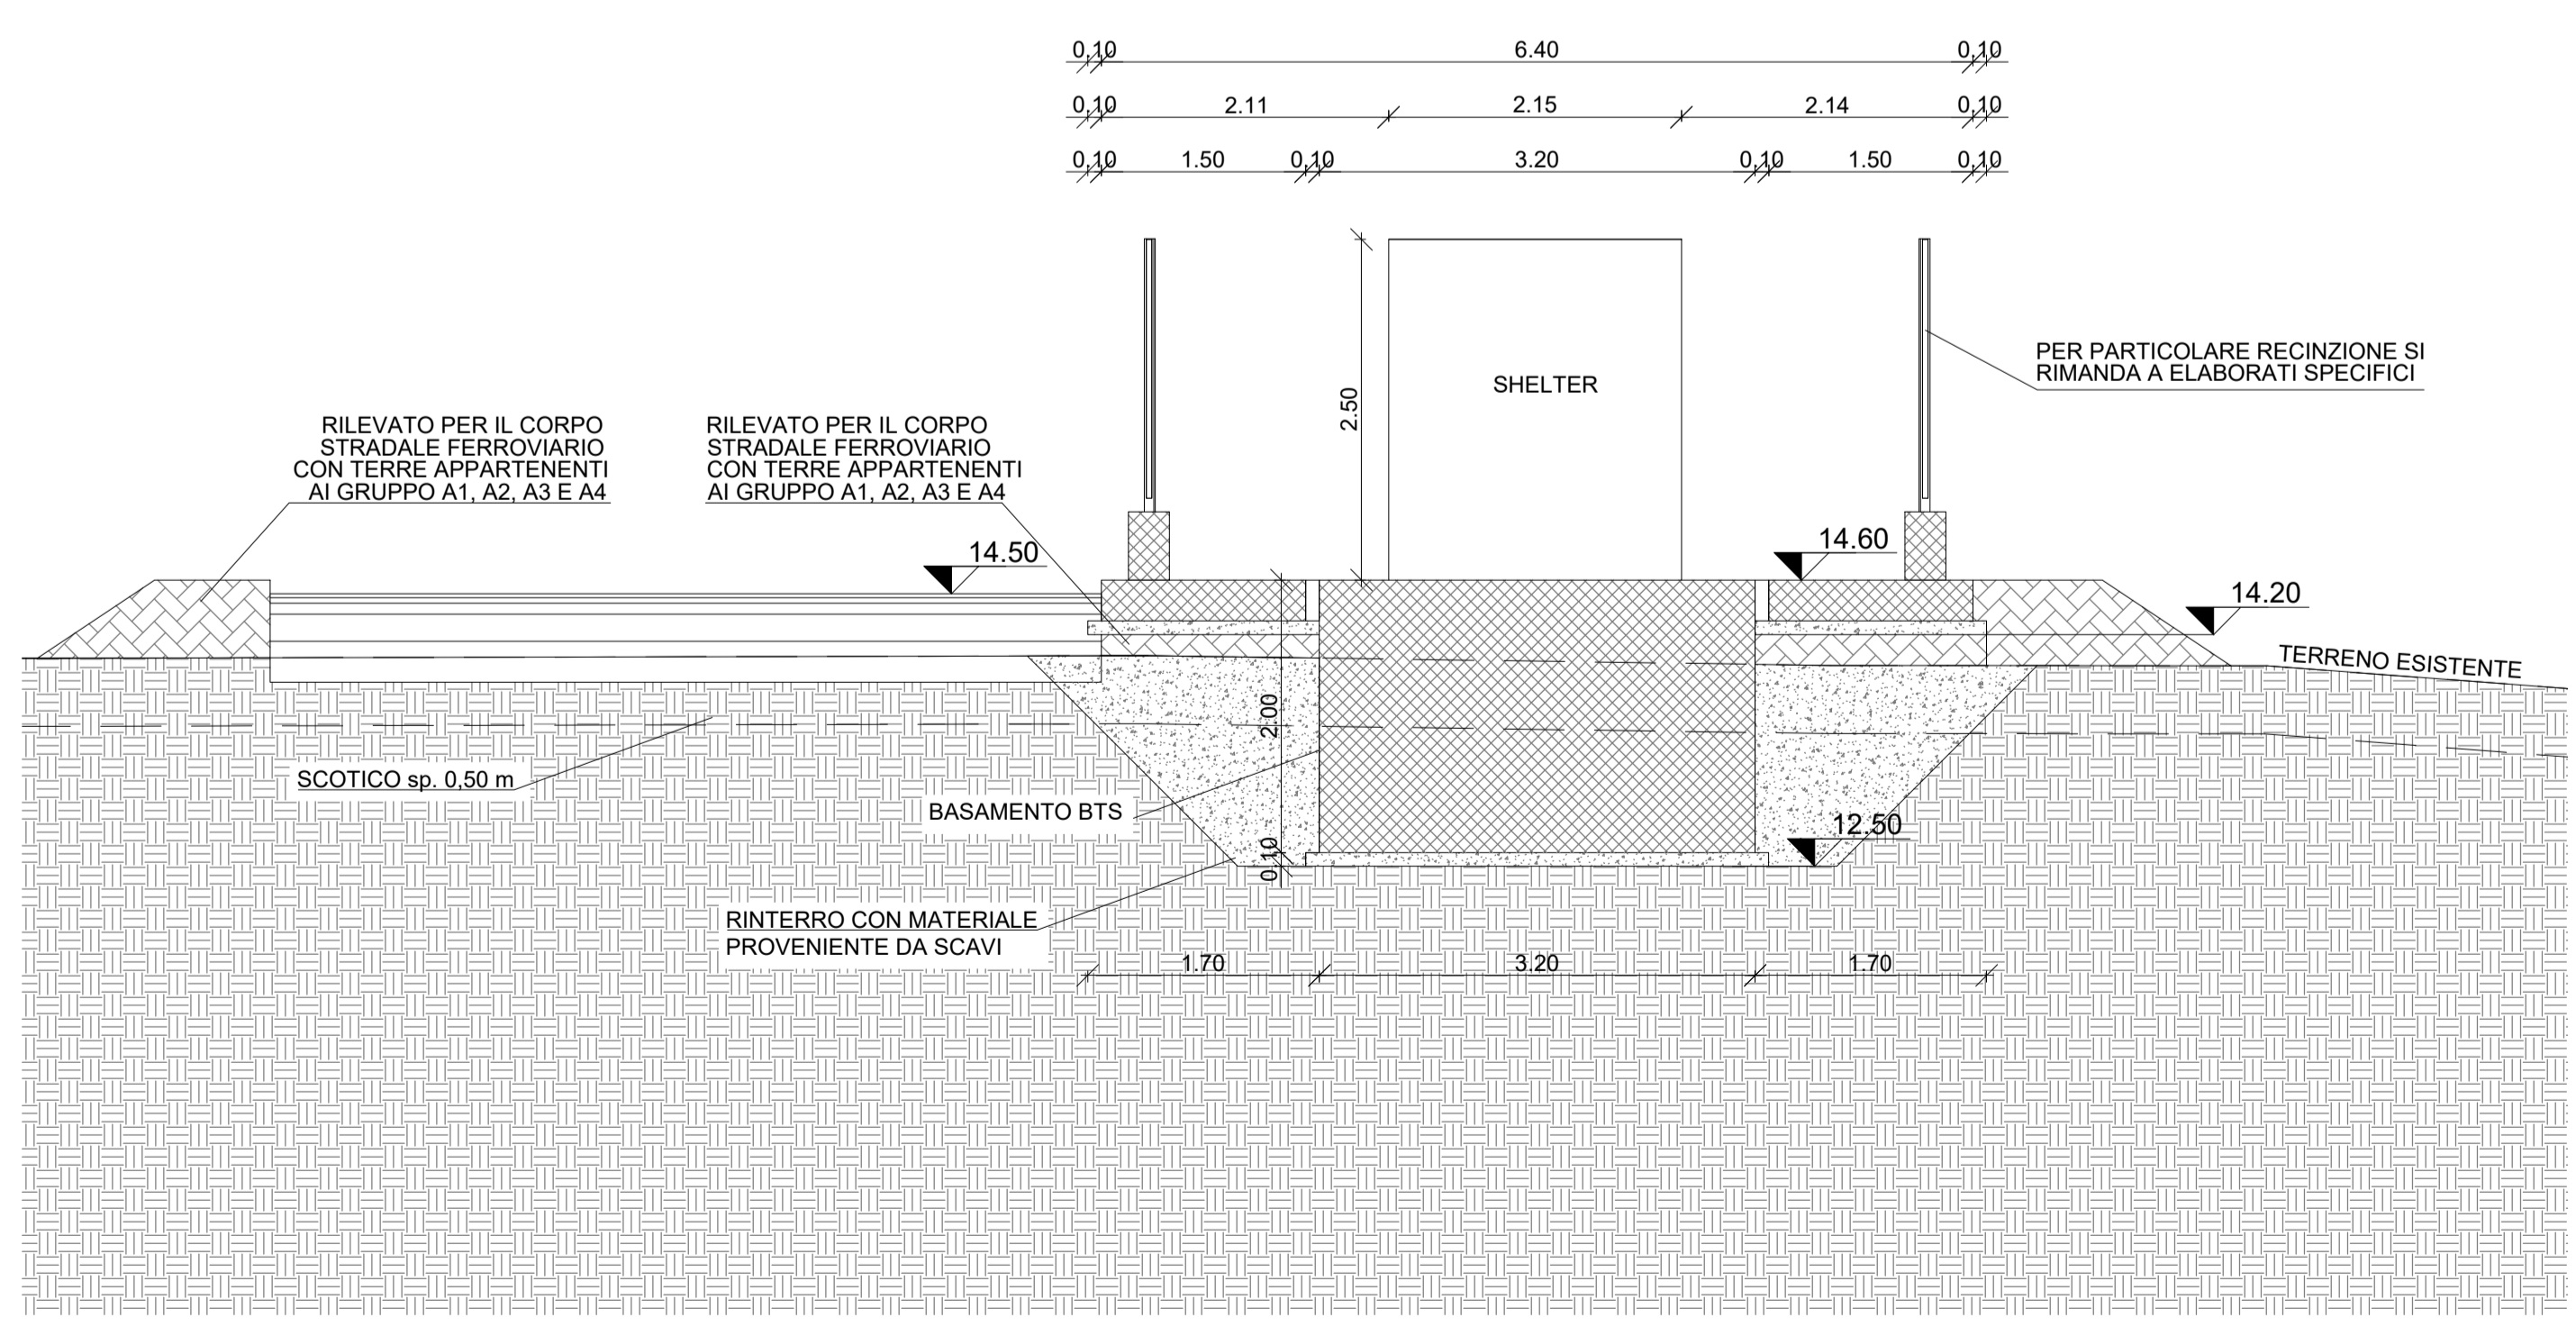 0.10 6.40 0.10
0.10 2.11 2.15 2.14 0.10
0.10 1.50 0.10 3.20 0.10 1.50 0.10
2.50
SHELTER
PER PARTICOLARE RECINZIONE SI
RIMANDA A ELABORATI SPECIFICI
RILEVATO PER IL CORPO
STRADALE FERROVIARIO
CON TERRE APPARTENENTI
AI GRUPPO A1, A2, A3 E A4
RILEVATO PER IL CORPO
STRADALE FERROVIARIO
CON TERRE APPARTENENTI
AI GRUPPO A1, A2, A3 E A4
14.50
14.60
14.20
TERRENO ESISTENTE
2.00
SCOTICO sp. 0,50 m
BASAMENTO BTS
12.50
0.10
RINTERRO CON MATERIALE
PROVENIENTE DA SCAVI
1.70 3.20 1.70